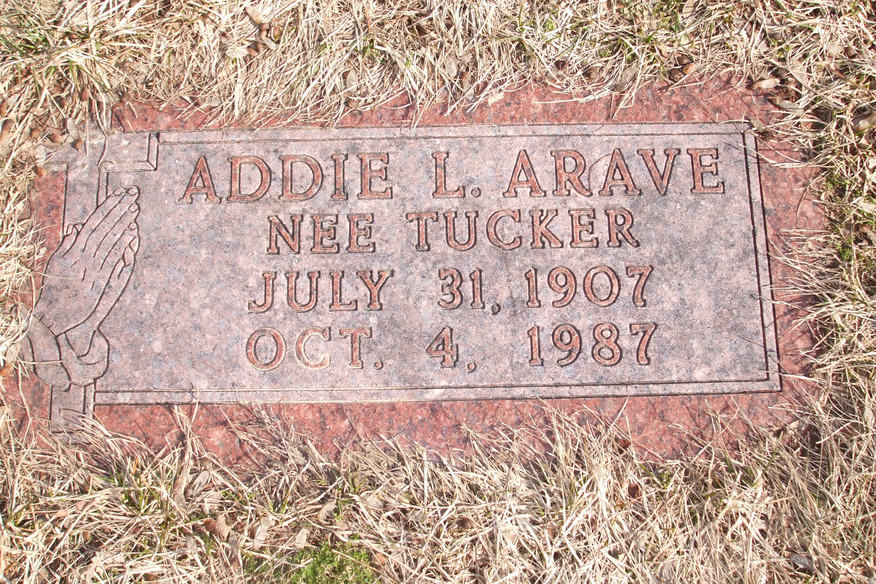 ADDIE L. ARAVE
NEE TUCKER
JULY 31, 1907
OCT. 4. 1987